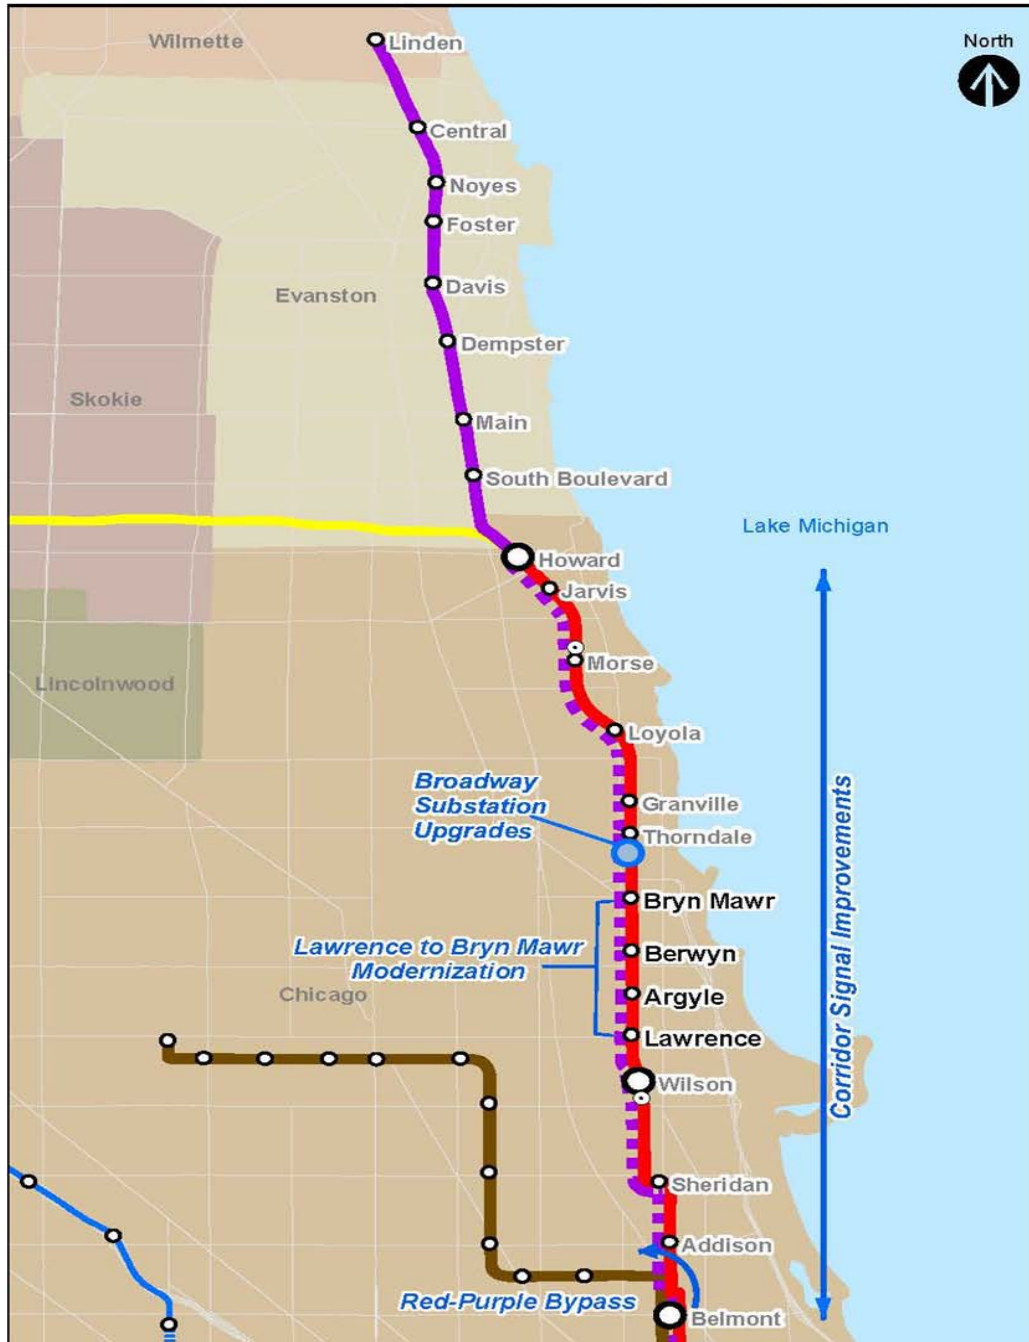 Wilmette
Linden
North
Central
Noyes
Foster
Davis
Evanston
Dempster
Skokie
Main
South Boulevard
Lake Michigan
Howard
Jarvis
Morse
Lincolnwood
Loyola
Broadway
Substation
Upgrades
Granville
Thorndale
Bryn Mawr
Lawrence to Bryn Mawr
Modernization
Berwyn
Chicago
Argyle
Lawrence
Corridor Signal Improvements
Wilson
Sheridan
Addison
Red-Purple Bypass
Belmont